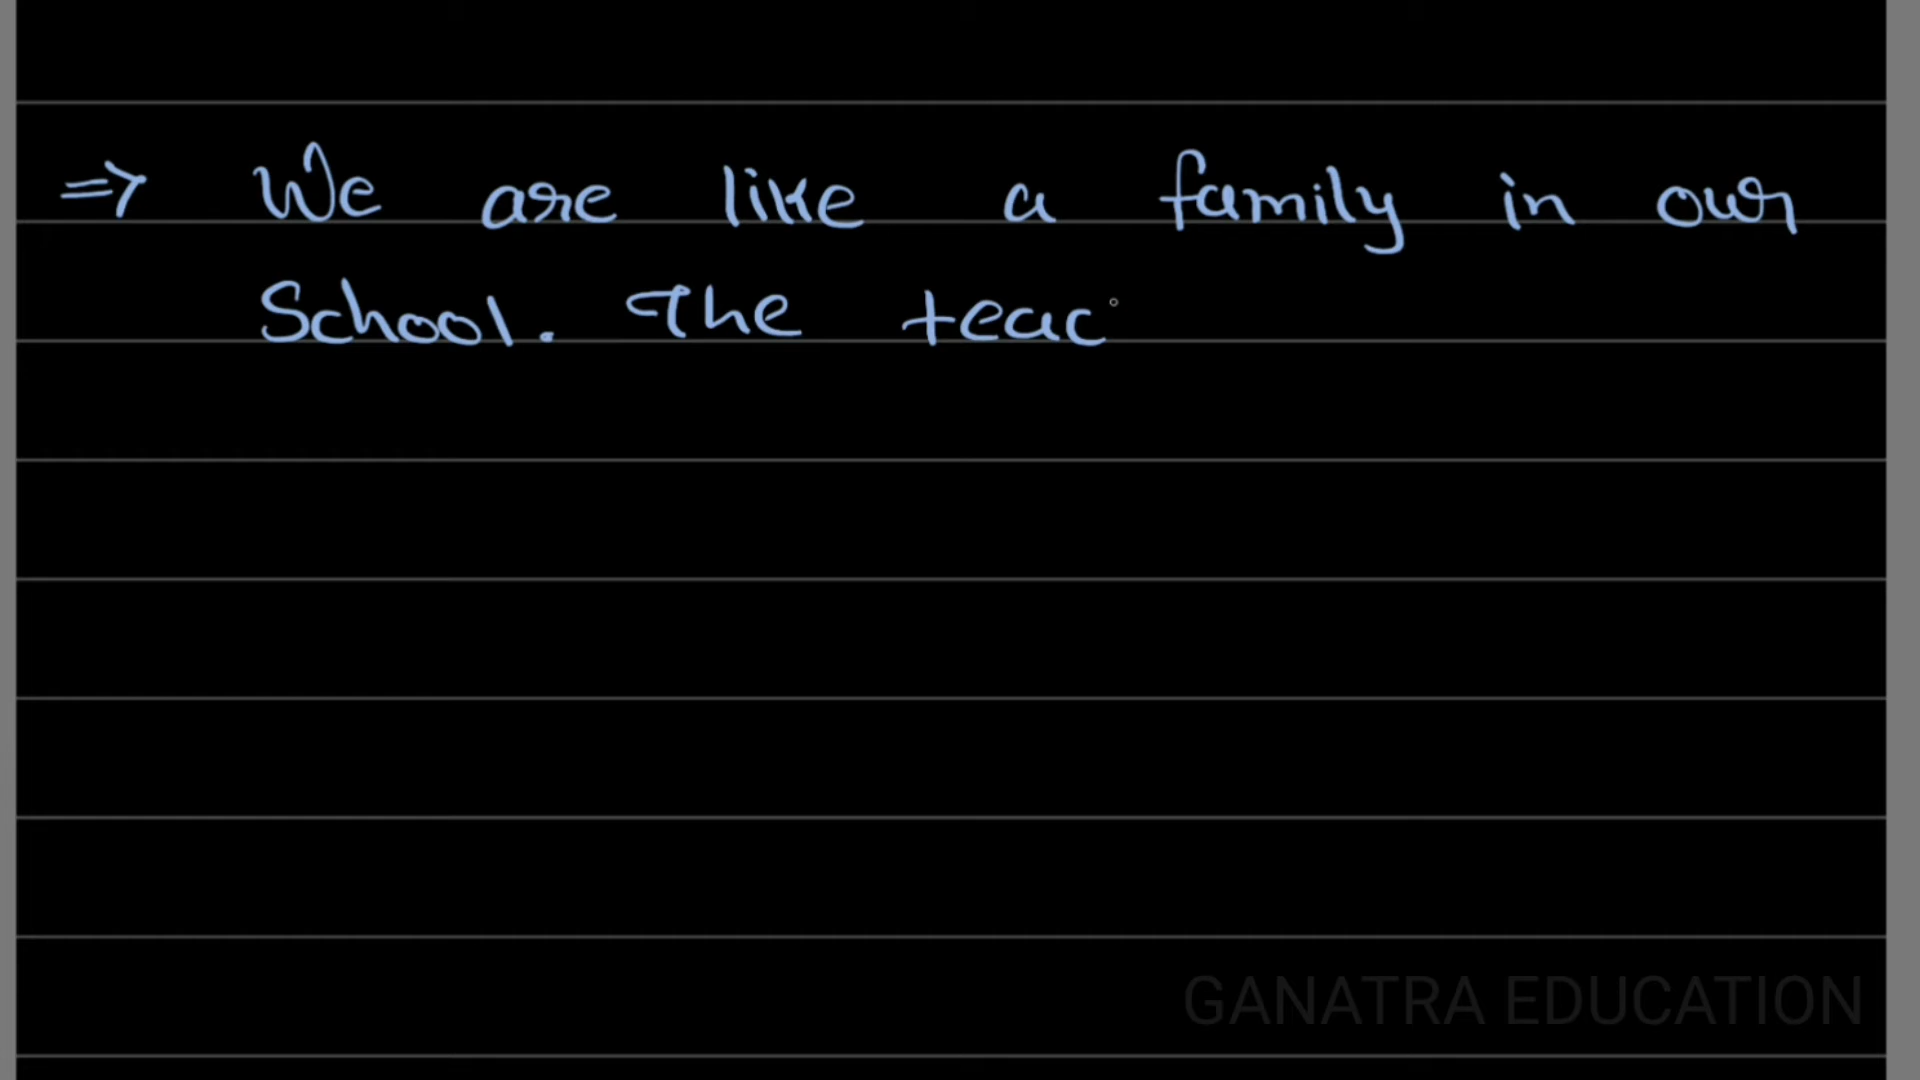 ⇒ We are like a family in our
School. The teac
GANATRA EDUCATION